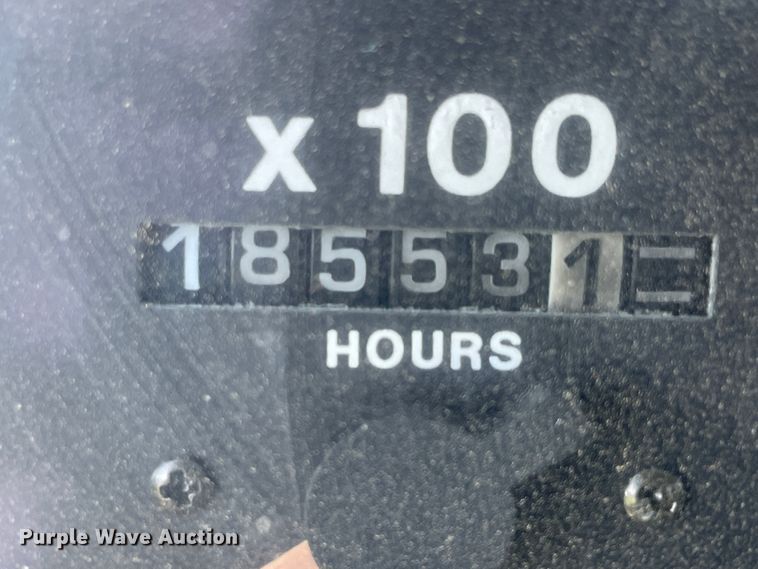 x 100
185531
HOURS
Purple Wave Auction